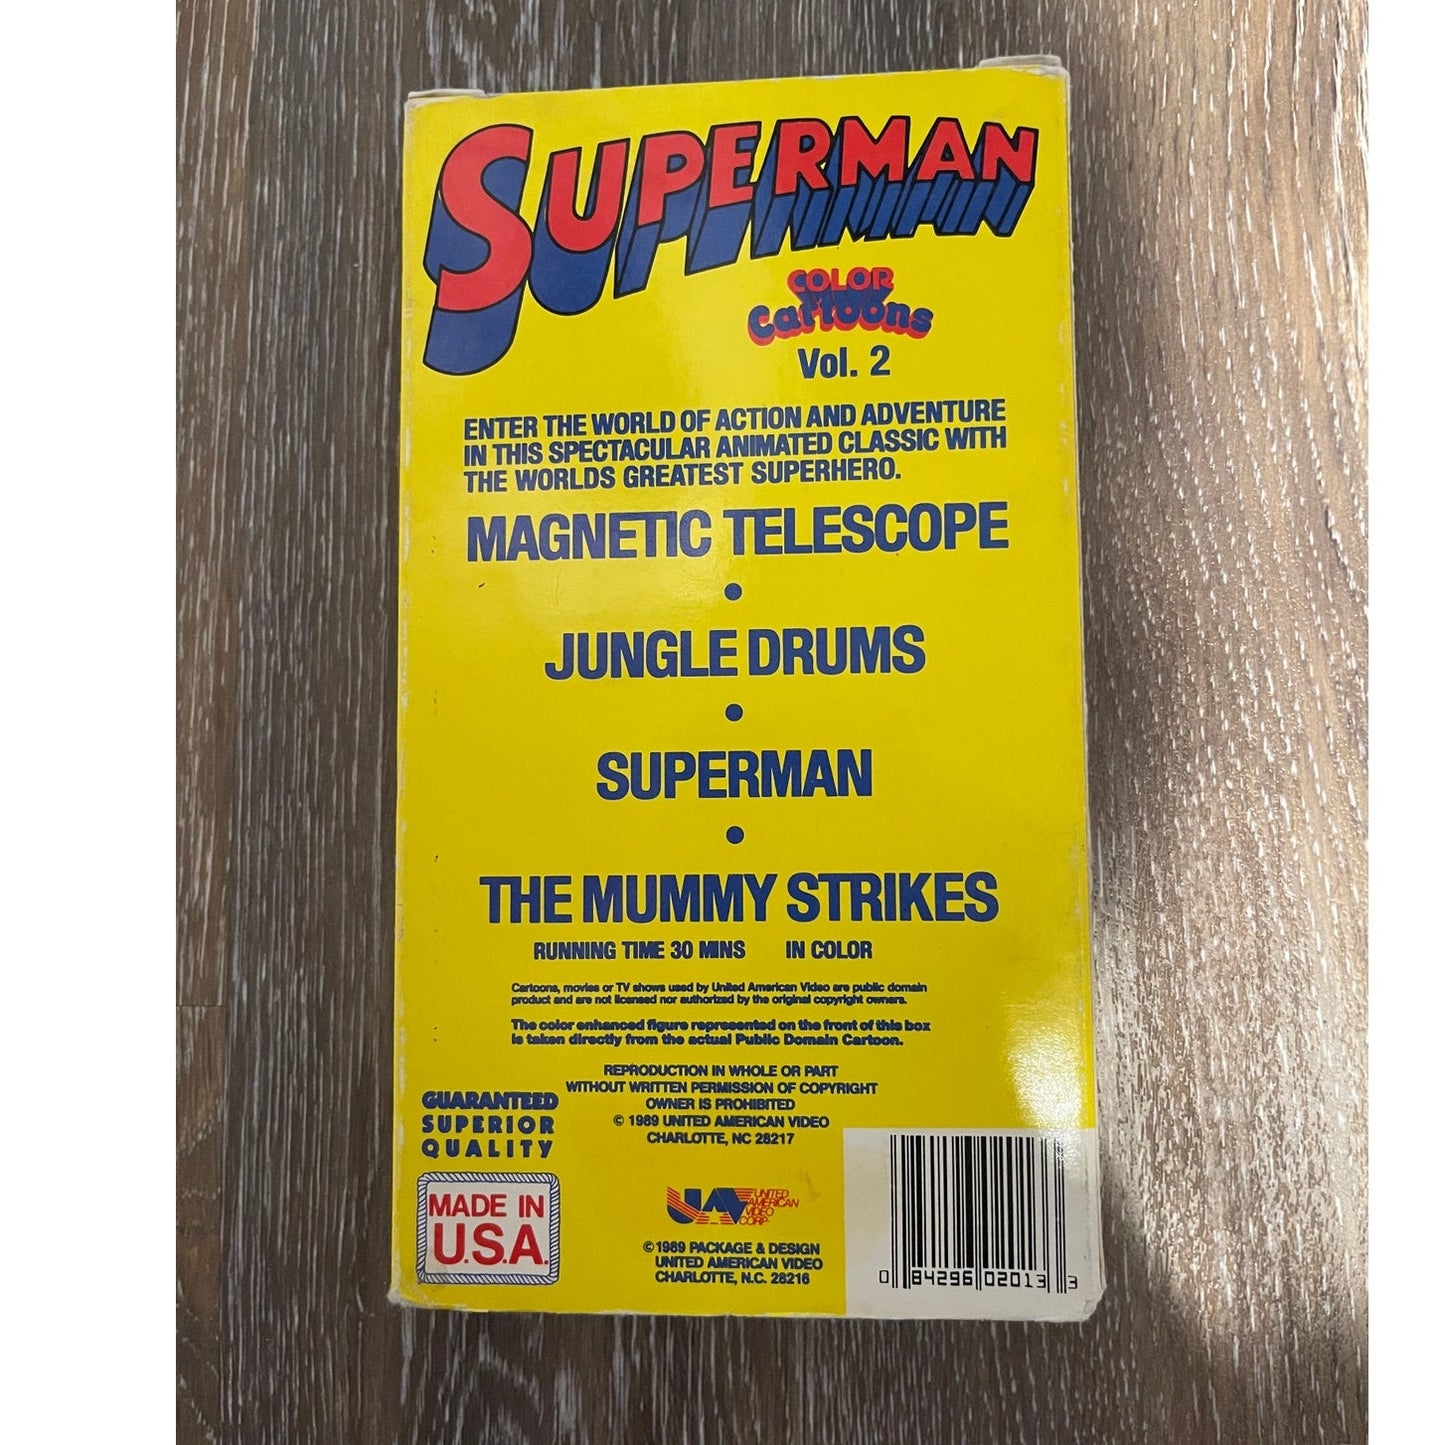 SUPERMAN
COLOR
Cartoons
Vol. 2
ENTER THE WORLD OF ACTION AND ADVENTURE
IN THIS SPECTACULAR ANIMATED CLASSIC WITH
THE WORLDS GREATEST SUPERHERO.
MAGNETIC TELESCOPE
•
JUNGLE DRUMS
•
SUPERMAN
•
THE MUMMY STRIKES
RUNNING TIME 30 MINS IN COLOR
Cartoons, movies or TV shows used by United American Video are public domain
product and are not licensed nor authorized by the original copyright owners.
The color enhanced figure represented on the front of this box
is taken directly from the actual Public Domain Cartoon.
REPRODUCTION IN WHOLE OR PART
WITHOUT WRITTEN PERMISSION OF COPYRIGHT
OWNER IS PROHIBITED
© 1989 UNITED AMERICAN VIDEO
CHARLOTTE, NC 28217
GUARANTEED
SUPERIOR
QUALITY
MADE IN
U.S.A.
UAV
UNITED
AMERICAN
VIDEO
CORP.
© 1989 PACKAGE & DESIGN
UNITED AMERICAN VIDEO
CHARLOTTE, N.C. 28216
0 84296 02013 3